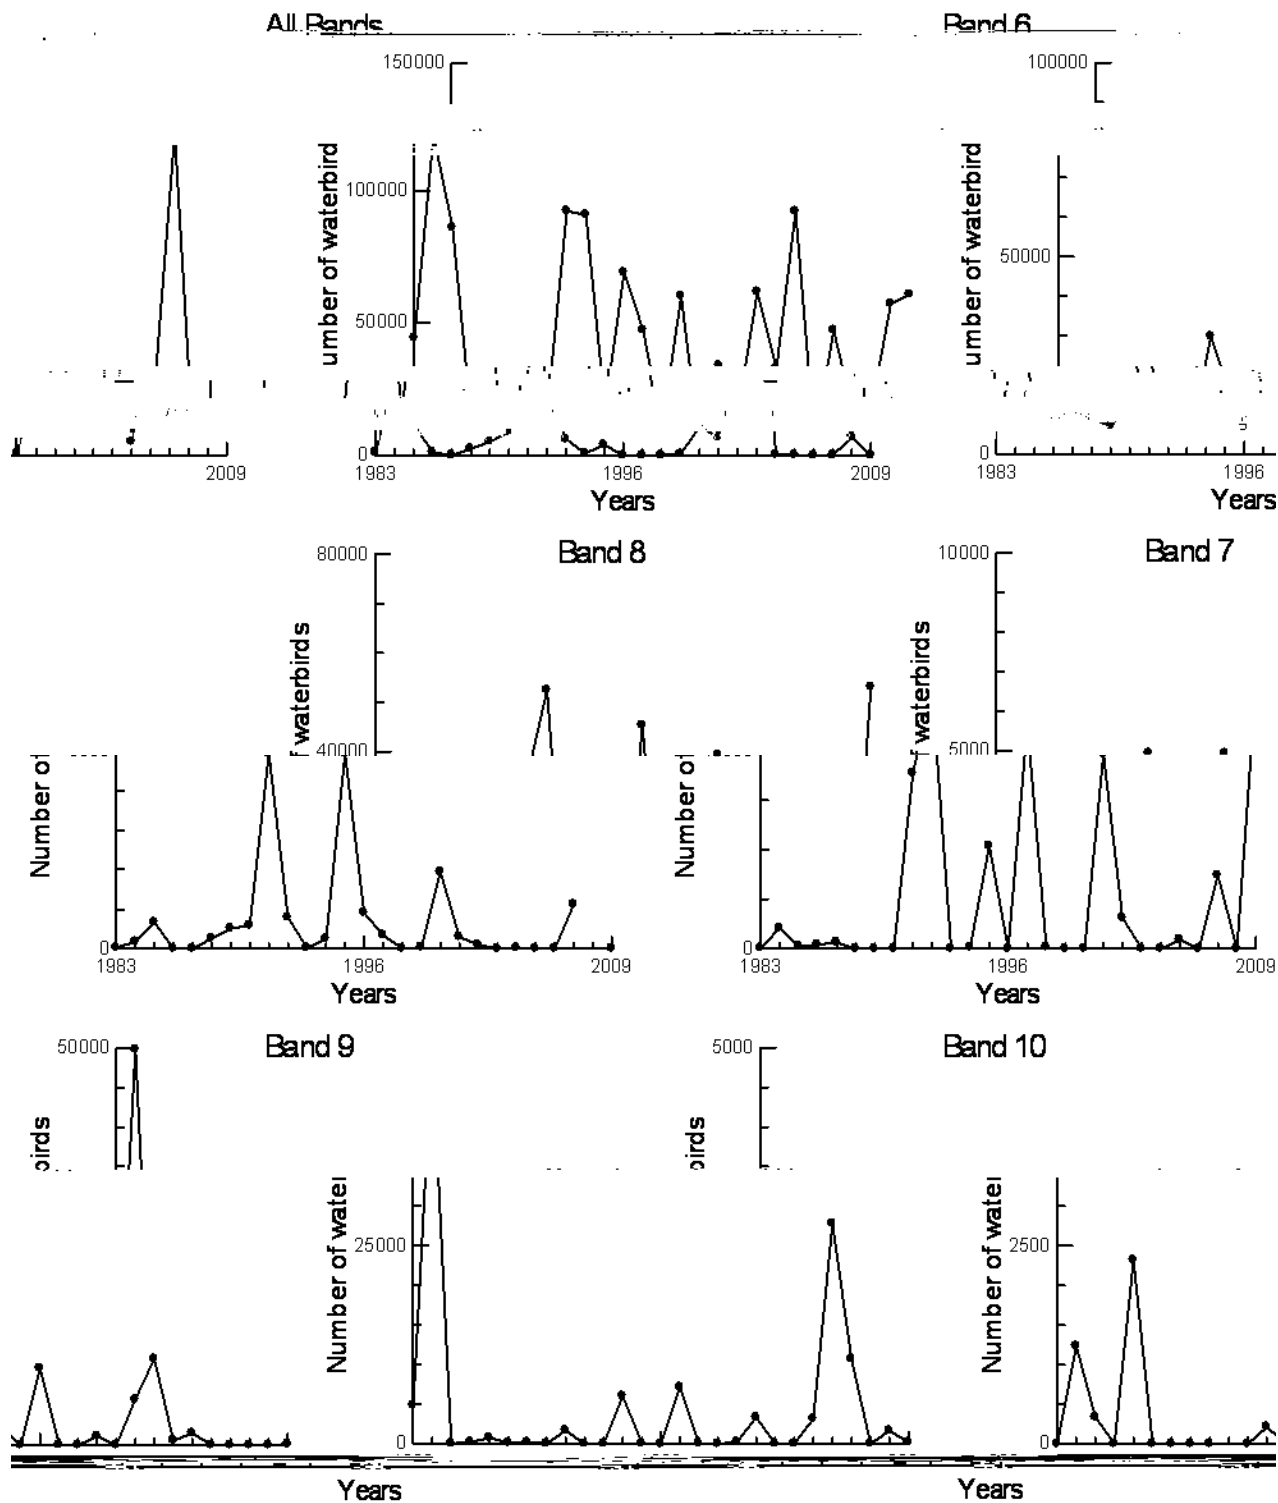 All Bands
Band 6
150000
100000
umber of waterbird
100000
50000
0
1983
1996
2009
Years
umber of waterbird
50000
0
1983
1996
Years
2009
80000
Band 8
10000
Band 7
waterbirds
40000
Number of
0
1983
1996
2009
Years
waterbirds
5000
Number of
0
1983
1996
2009
Years
50000
Band 9
5000
Band 10
birds
birds
Number of water
25000
0
Years
Number of water
2500
0
Years